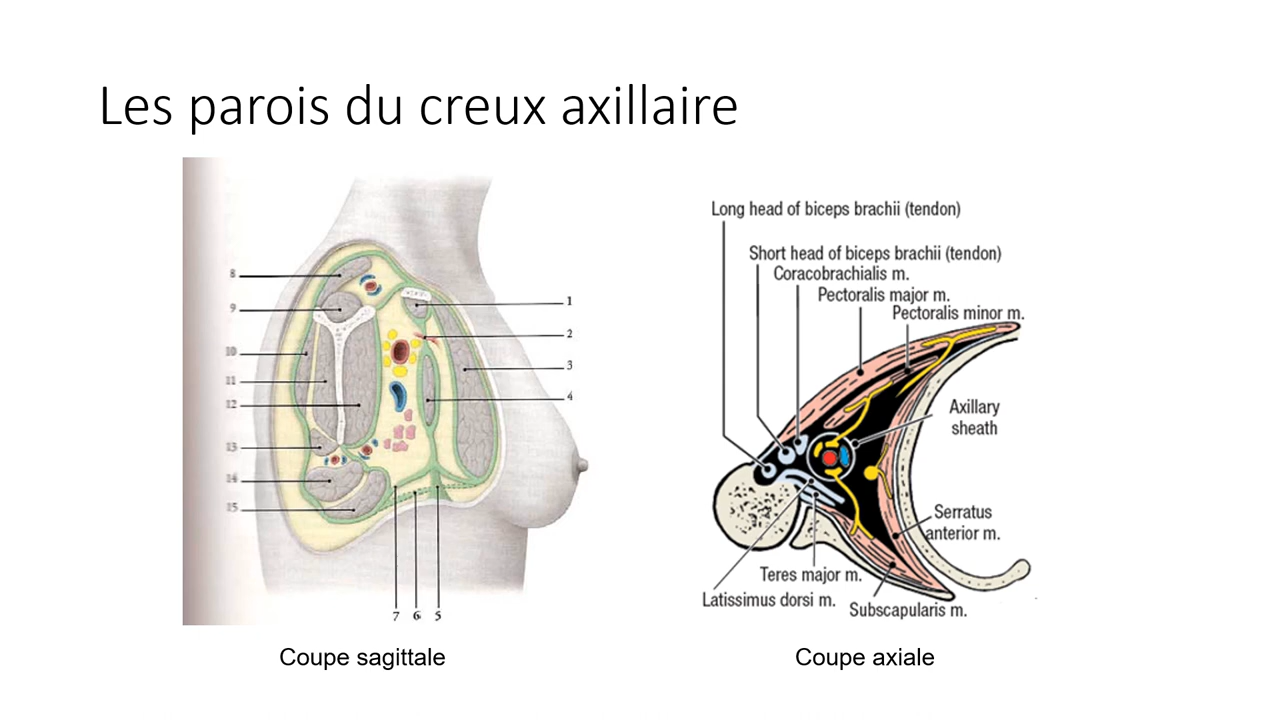 Les parois du creux axillaire
8
9
10
11
12
13
14
15
1
2
3
4
7 6 5
Coupe sagittale
Long head of biceps brachii (tendon)
Short head of biceps brachii (tendon)
Coracobrachialis m.
Pectoralis major m.
Pectoralis minor m.
Axillary
sheath
Serratus
anterior m.
Teres major m.
Latissimus dorsi m.
Subscapularis m.
Coupe axiale